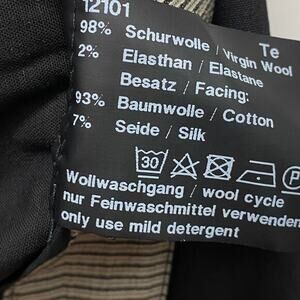 12101
98% Schurwolle / Virgin Wool
Te
2% Elasthan / Elastane
Besatz / Facing:
93% Baumwolle / Cotton
7% Seide / Silk
30 P
Wollwaschgang / wool cycle
nur Feinwaschmittel verwenden
only use mild detergent